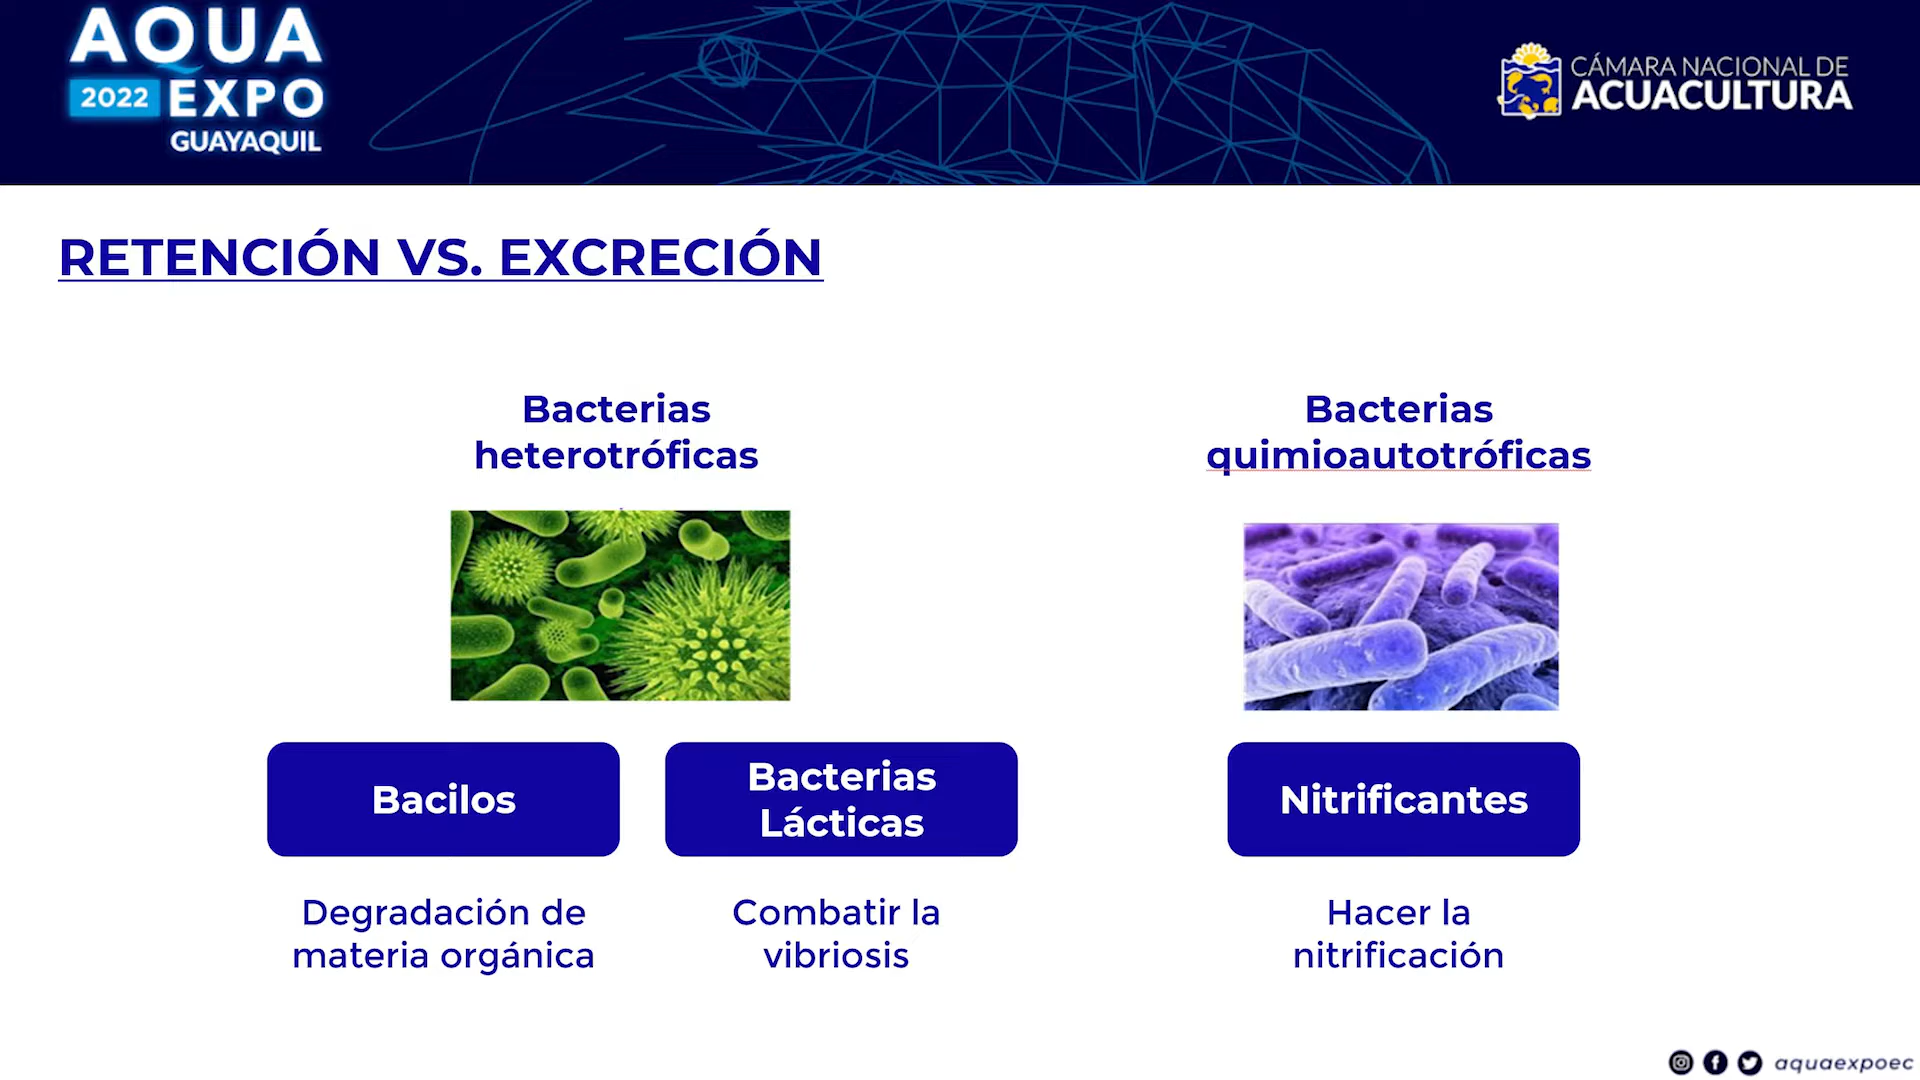 AQUA
2022 EXPO
GUAYAQUIL
CÁMARA NACIONAL DE
ACUACULTURA
RETENCIÓN VS. EXCRECIÓN
Bacterias
heterotróficas
Bacterias
quimioautotróficas
Bacilos
Bacterias
Lácticas
Nitrificantes
Degradación de
materia orgánica
Combatir la
vibriosis
Hacer la
nitrificación
aquaexpoec